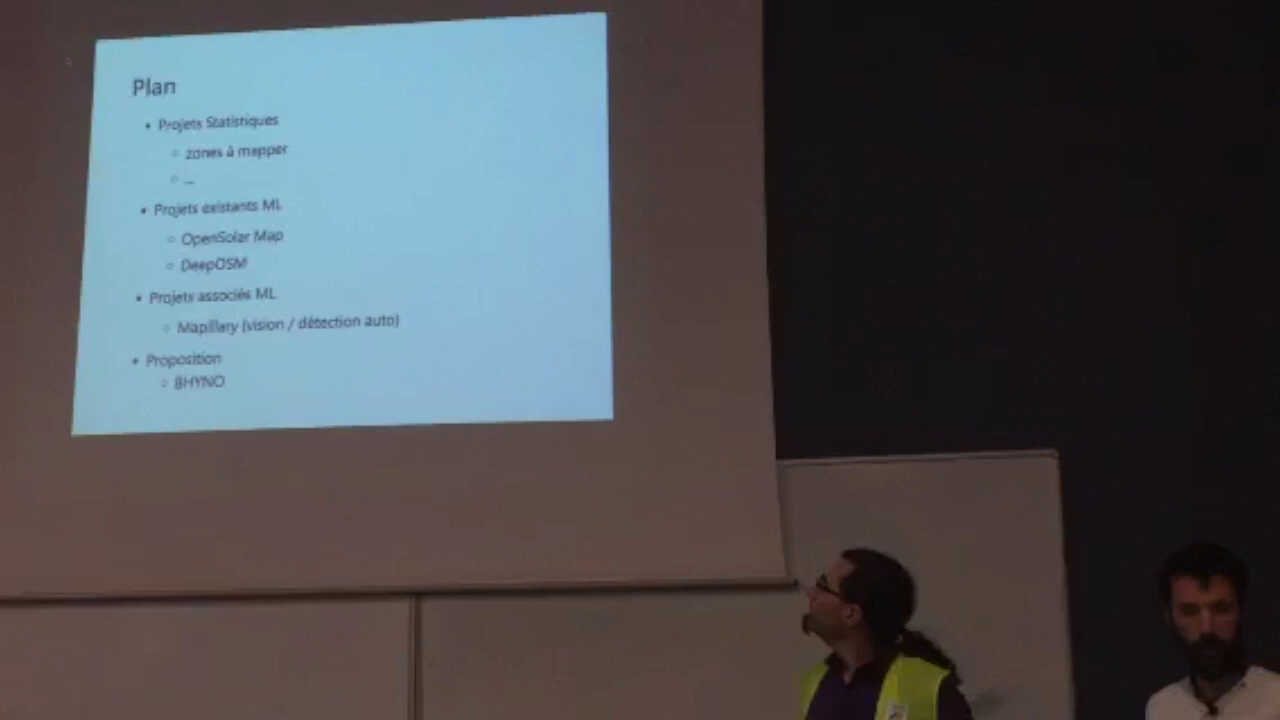 Plan
• Projets Statistiques
○ zones à mapper
○ ...
• Projets existants ML
○ OpenSolar Map
○ DeepOSM
• Projets associés ML
○ Mapillary (vision / détection auto)
• Proposition
○ BHYNO